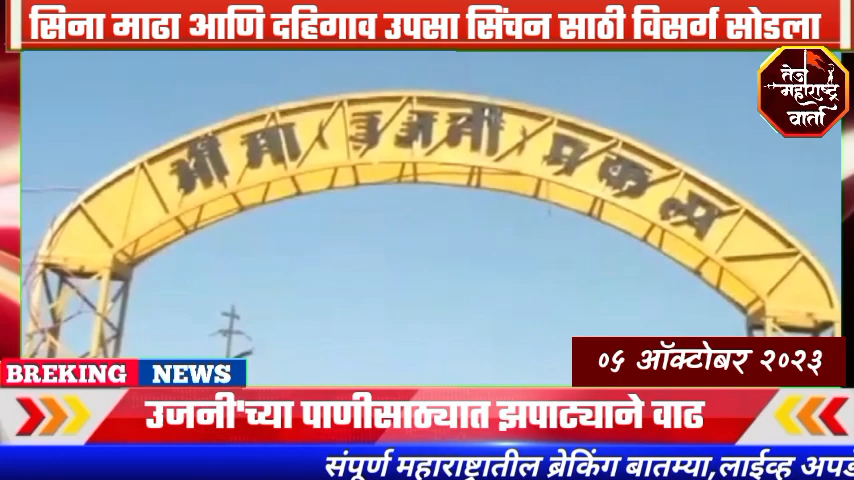 सिना माढा आणि दहिगाव उपसा सिंचन साठी विसर्ग सोडला
तेज
महाराष्ट्र
वार्ता
भीमा (उजनी) प्रकल्प
०५ ऑक्टोबर २०२३
BREKING NEWS
उजनी'च्या पाणीसाठ्यात झपाट्याने वाढ
संपूर्ण महाराष्ट्रातील ब्रेकिंग बातम्या,लाईव्ह अपडे